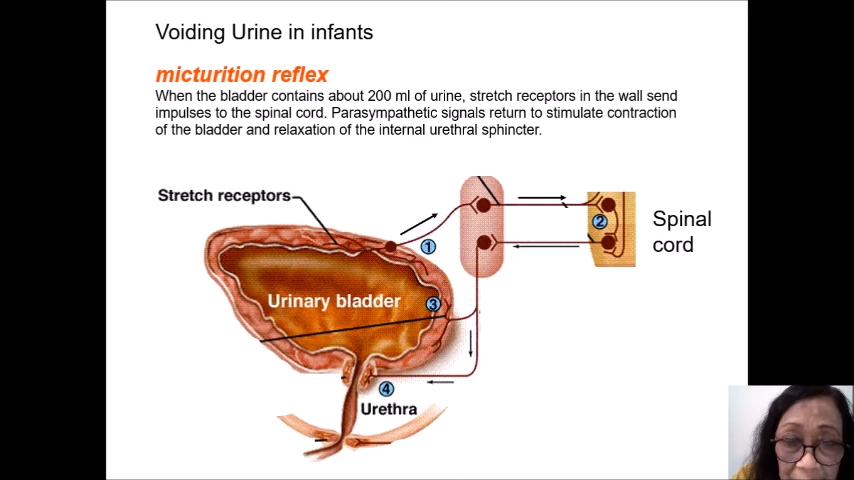 Voiding Urine in infants
micturition reflex
When the bladder contains about 200 ml of urine, stretch receptors in the wall send
impulses to the spinal cord. Parasympathetic signals return to stimulate contraction
of the bladder and relaxation of the internal urethral sphincter.
Stretch receptors
1
2
Spinal
cord
Urinary bladder
3
4
Urethra